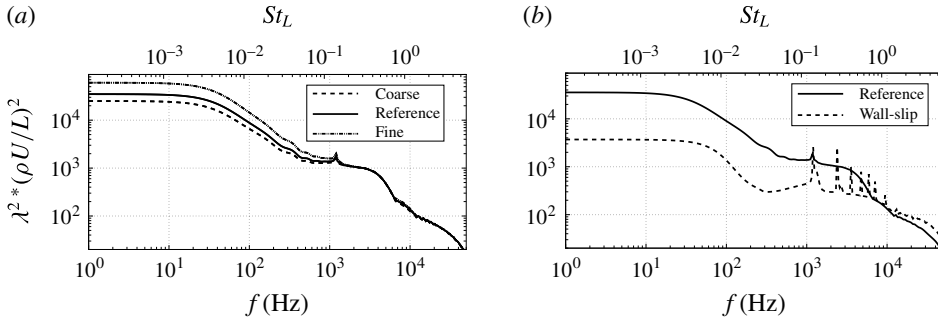 (a) St_L
10^{-3} 10^{-2} 10^{-1} 10^0
λ^{2*}(ρU/L)^2
10^4
10^3
10^2
Coarse
Reference
Fine
10^0 10^1 10^2 10^3 10^4
f (Hz)
(b) St_L
10^{-3} 10^{-2} 10^{-1} 10^0
10^4
10^3
10^2
Reference
Wall-slip
10^0 10^1 10^2 10^3 10^4
f (Hz)